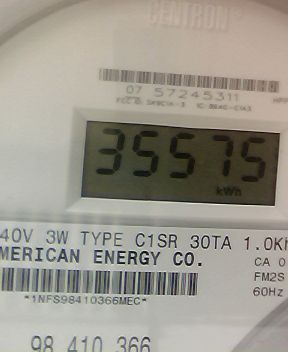 CENTRON®
07 57245311
35575
kWh
40V 3W TYPE C1SR 30TA 1.0Kh
MERICAN ENERGY CO.
CA 0
FM2S
60Hz
*1NFS98410366MEC*
98 410 366